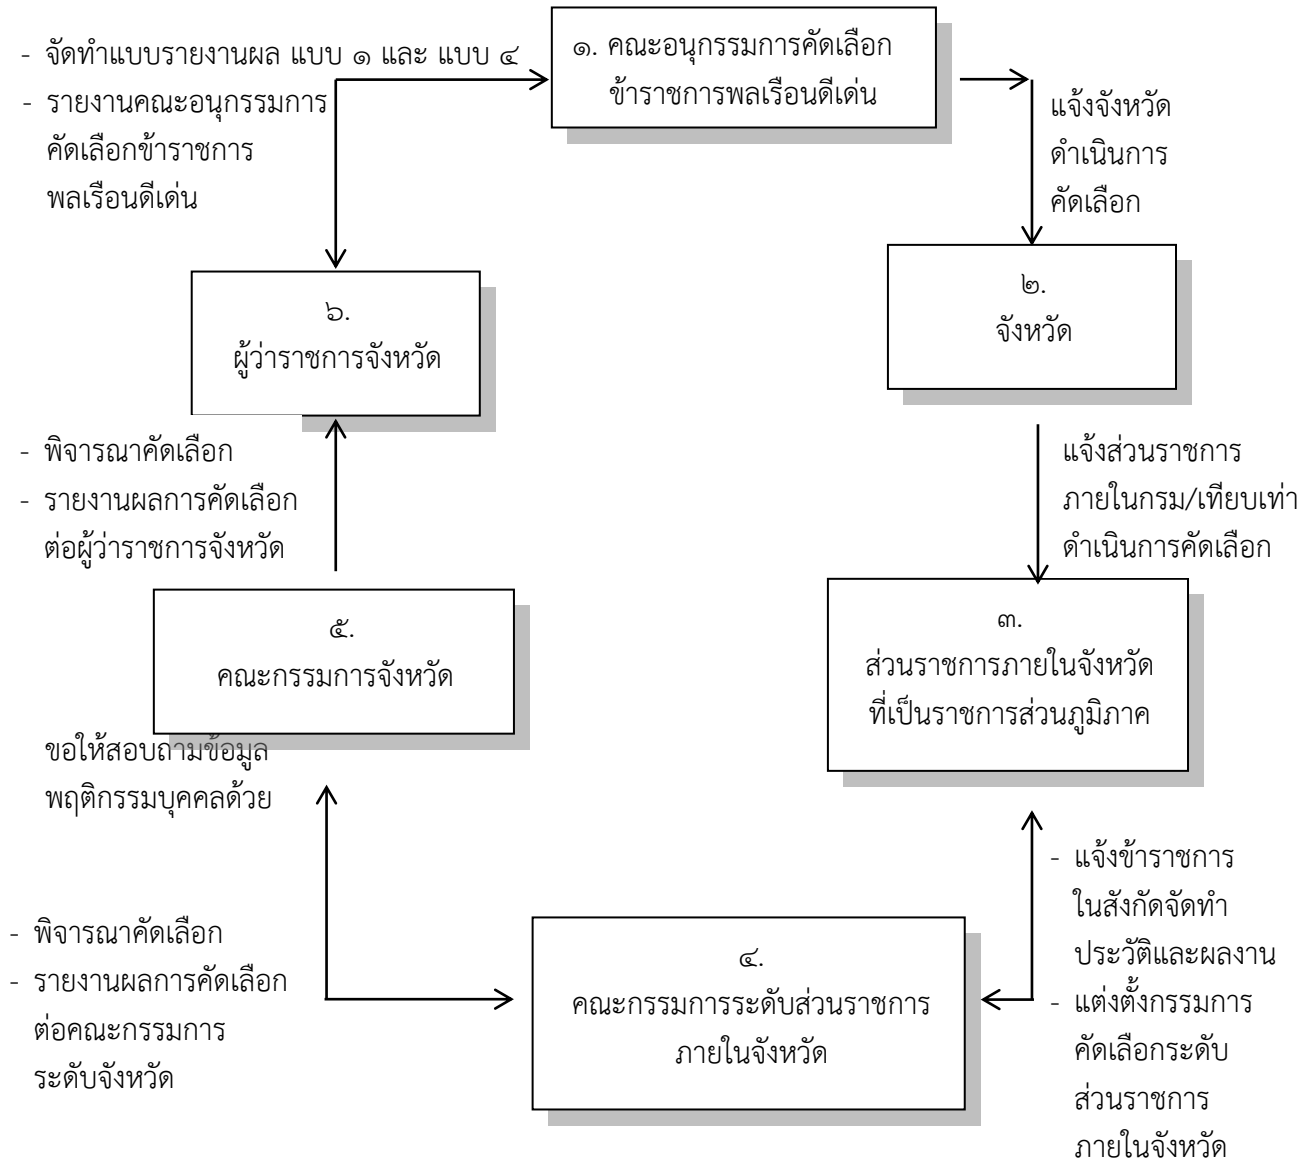 ๑. คณะอนุกรรมการคัดเลือก
ข้าราชการพลเรือนดีเด่น
- จัดทำแบบรายงานผล แบบ ๑ และ แบบ ๔
- รายงานคณะอนุกรรมการ
คัดเลือกข้าราชการ
พลเรือนดีเด่น
แจ้งจังหวัด
ดำเนินการ
คัดเลือก
๒.
จังหวัด
๖.
ผู้ว่าราชการจังหวัด
แจ้งส่วนราชการ
ภายในกรม/เทียบเท่า
ดำเนินการคัดเลือก
- พิจารณาคัดเลือก
- รายงานผลการคัดเลือก
ต่อผู้ว่าราชการจังหวัด
๓.
ส่วนราชการภายในจังหวัด
ที่เป็นราชการส่วนภูมิภาค
๕.
คณะกรรมการจังหวัด
ขอให้สอบถามข้อมูล
พฤติกรรมบุคคลด้วย
- แจ้งข้าราชการ
ในสังกัดจัดทำ
ประวัติและผลงาน
- แต่งตั้งกรรมการ
คัดเลือกระดับ
ส่วนราชการ
ภายในจังหวัด
๔.
คณะกรรมการระดับส่วนราชการ
ภายในจังหวัด
- พิจารณาคัดเลือก
- รายงานผลการคัดเลือก
ต่อคณะกรรมการ
ระดับจังหวัด